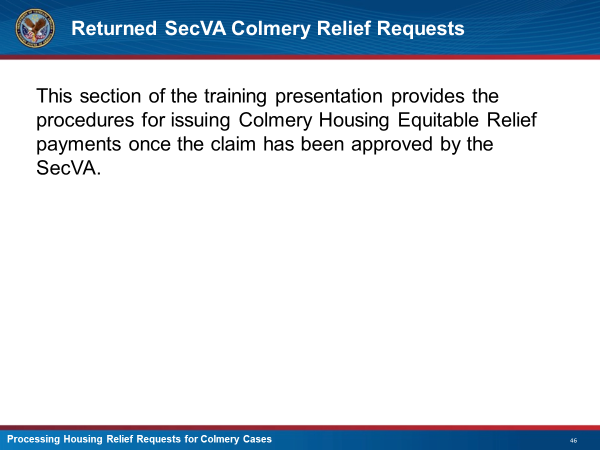 Returned SecVA Colmery Relief Requests
This section of the training presentation provides the
procedures for issuing Colmery Housing Equitable Relief
payments once the claim has been approved by the
SecVA.
Processing Housing Relief Requests for Colmery Cases
46